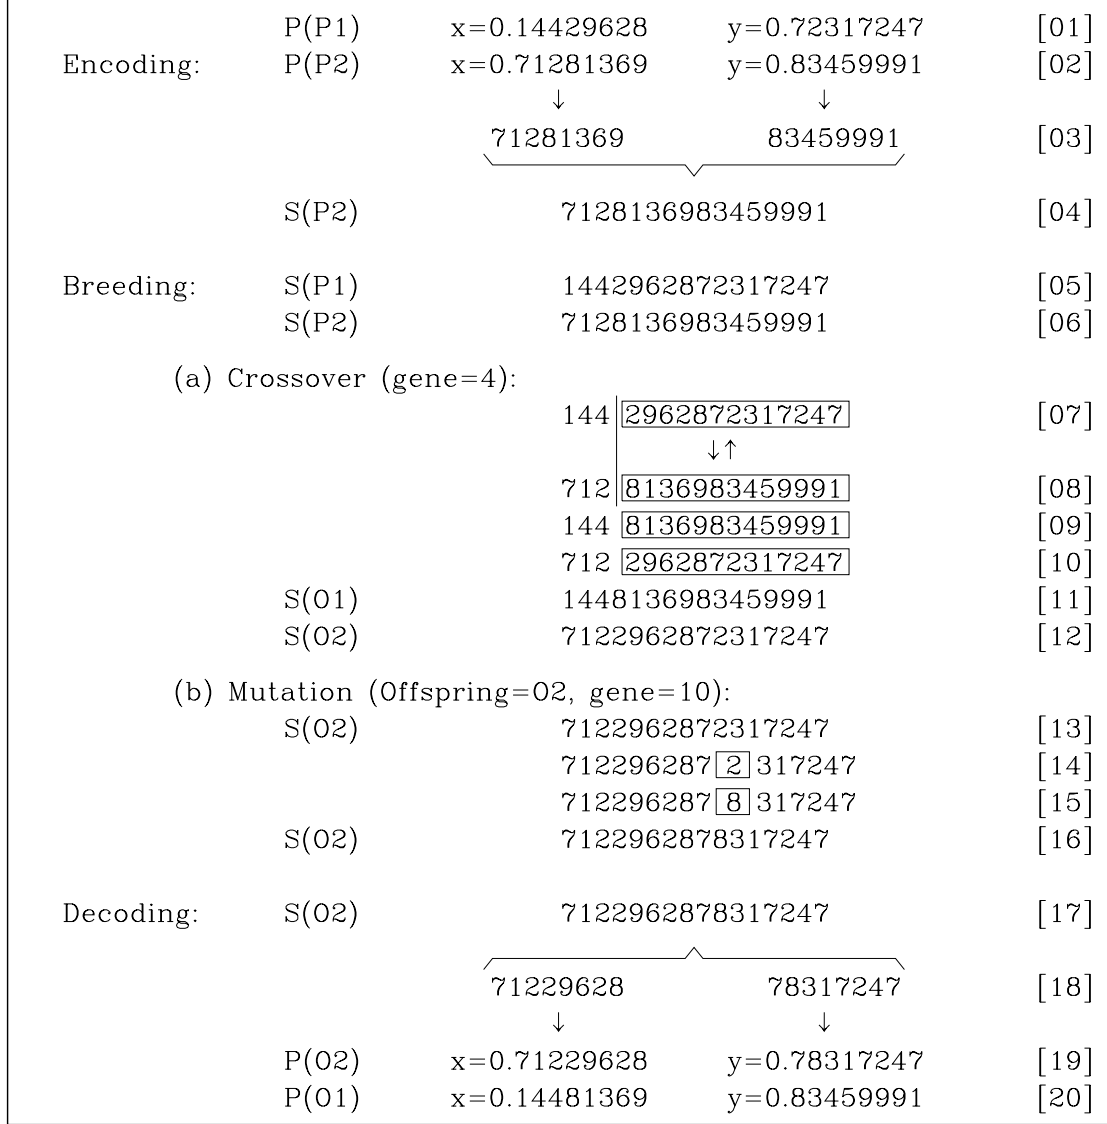 P(P1) x=0.14429628 y=0.72317247 [01]
Encoding: P(P2) x=0.71281369 y=0.83459991 [02]
↓ ↓
71281369 83459991 [03]
S(P2) 7128136983459991 [04]
Breeding: S(P1) 1442962872317247 [05]
S(P2) 7128136983459991 [06]
(a) Crossover (gene=4):
144 2962872317247 [07]
↓↑
712 8136983459991 [08]
144 8136983459991 [09]
712 2962872317247 [10]
S(O1) 1448136983459991 [11]
S(O2) 7122962872317247 [12]
(b) Mutation (Offspring=O2, gene=10):
S(O2) 7122962872317247 [13]
712296287 2 317247 [14]
712296287 8 317247 [15]
S(O2) 7122962878317247 [16]
Decoding: S(O2) 7122962878317247 [17]
71229628 78317247 [18]
↓ ↓
P(O2) x=0.71229628 y=0.78317247 [19]
P(O1) x=0.14481369 y=0.83459991 [20]